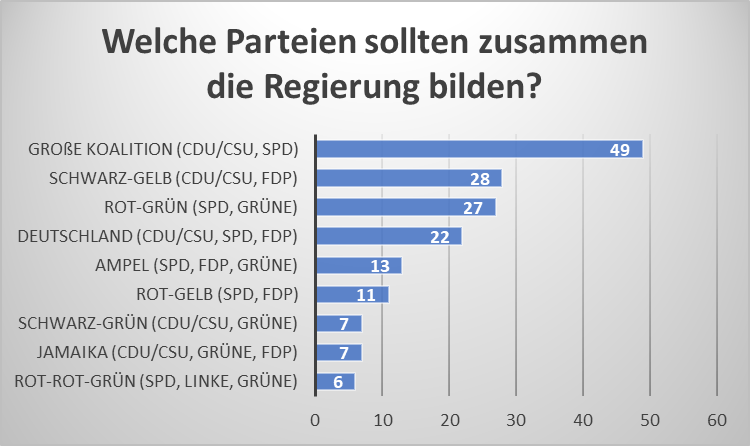 Welche Parteien sollten zusammen
die Regierung bilden?
GROßE KOALITION (CDU/CSU, SPD) 49
SCHWARZ-GELB (CDU/CSU, FDP) 28
ROT-GRÜN (SPD, GRÜNE) 27
DEUTSCHLAND (CDU/CSU, SPD, FDP) 22
AMPEL (SPD, FDP, GRÜNE) 13
ROT-GELB (SPD, FDP) 11
SCHWARZ-GRÜN (CDU/CSU, GRÜNE) 7
JAMAIKA (CDU/CSU, GRÜNE, FDP) 7
ROT-ROT-GRÜN (SPD, LINKE, GRÜNE) 6
0 10 20 30 40 50 60